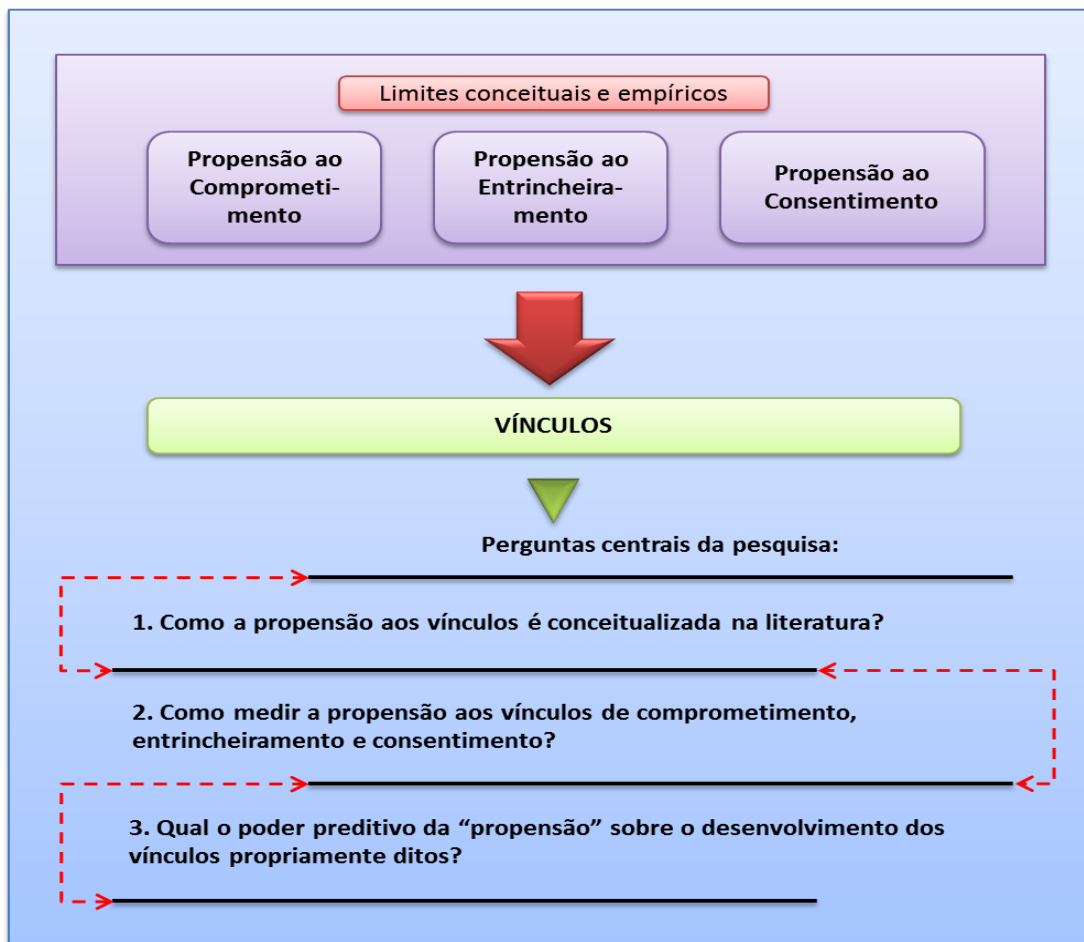 Limites conceituais e empíricos
Propensão ao
Comprometi-
mento
Propensão ao
Entrincheira-
mento
Propensão ao
Consentimento
VÍNCULOS
Perguntas centrais da pesquisa:
1. Como a propensão aos vínculos é conceitualizada na literatura?
2. Como medir a propensão aos vínculos de comprometimento,
entrincheiramento e consentimento?
3. Qual o poder preditivo da “propensão” sobre o desenvolvimento dos
vínculos propriamente ditos?